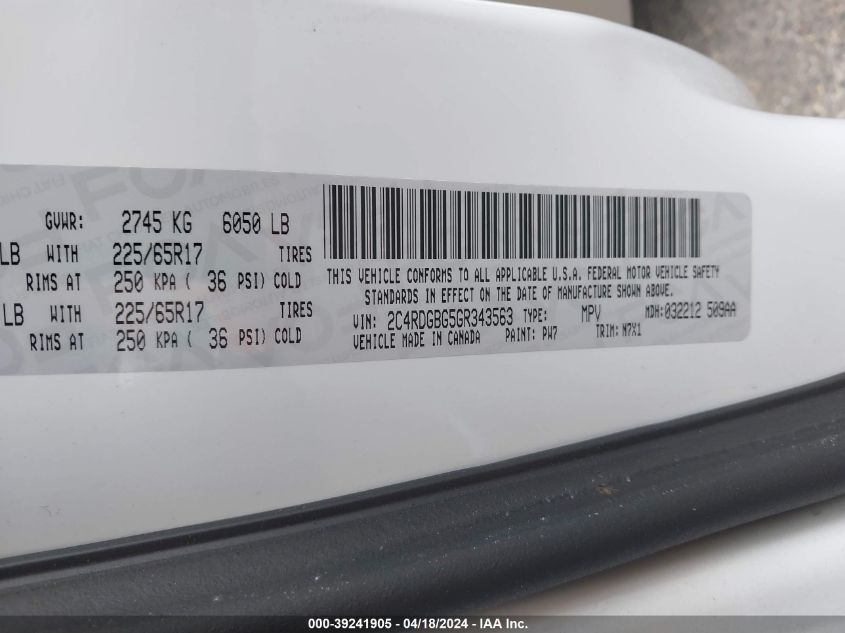 GVWR: 2745 KG 6050 LB
LB WITH 225/65R17 TIRES
RIMS AT 250 KPA ( 36 PSI) COLD
LB WITH 225/65R17 TIRES
RIMS AT 250 KPA ( 36 PSI) COLD
THIS VEHICLE CONFORMS TO ALL APPLICABLE U.S.A. FEDERAL MOTOR VEHICLE SAFETY
STANDARDS IN EFFECT ON THE DATE OF MANUFACTURE SHOWN ABOVE.
VIN: 2C4RDGBG5GR343563 TYPE: MPV MDH:032212 509AA
VEHICLE MADE IN CANADA PAINT: PW7 TRIM: N7X1
000-39241905 - 04/18/2024 - IAA Inc.